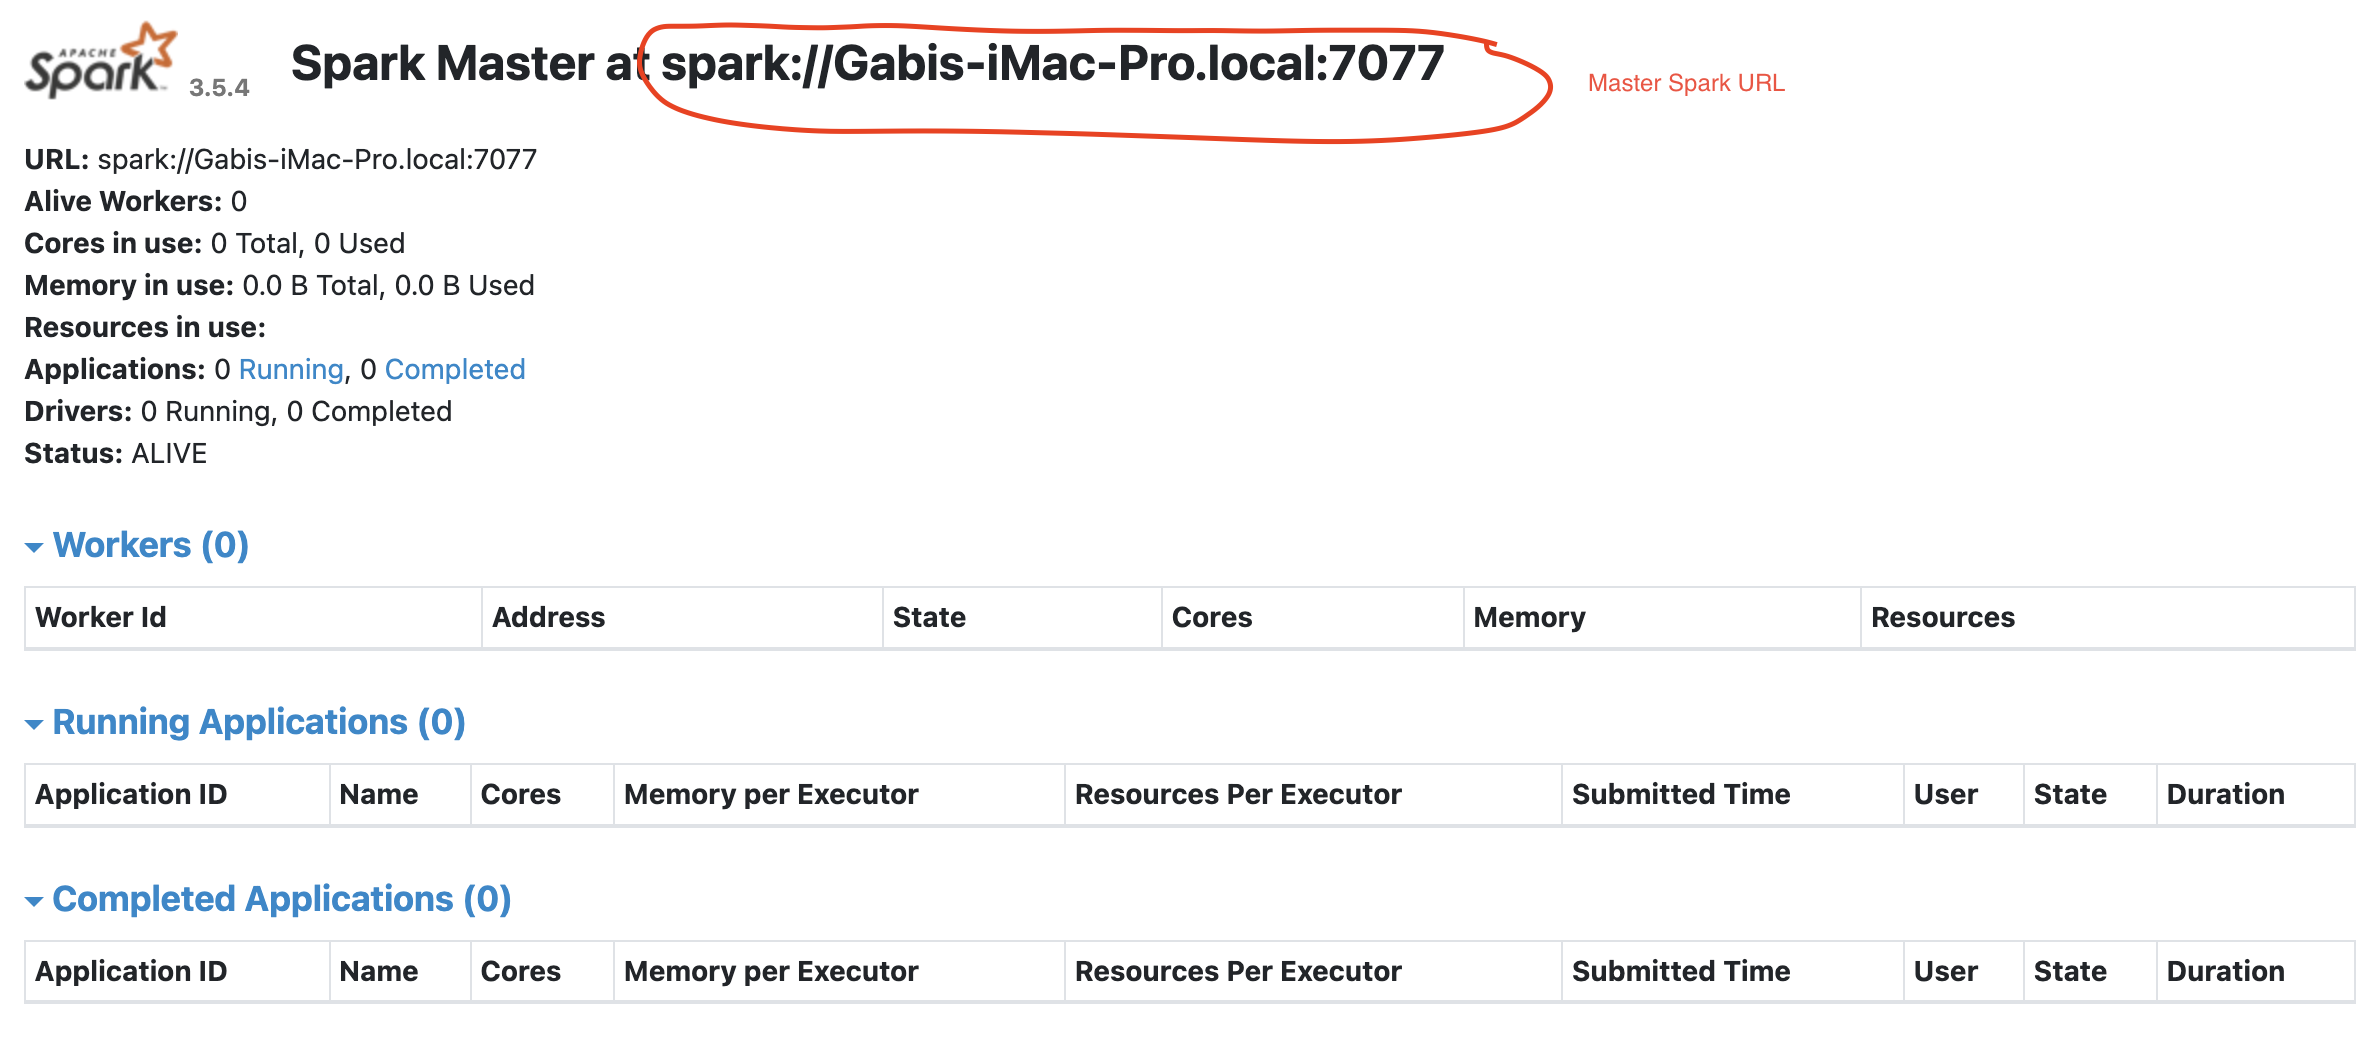 APACHE
Spark 3.5.4
Spark Master at spark://Gabis-iMac-Pro.local:7077
Master Spark URL
URL: spark://Gabis-iMac-Pro.local:7077
Alive Workers: 0
Cores in use: 0 Total, 0 Used
Memory in use: 0.0 B Total, 0.0 B Used
Resources in use:
Applications: 0 Running, 0 Completed
Drivers: 0 Running, 0 Completed
Status: ALIVE
Workers (0)
Worker Id Address State Cores Memory Resources
Running Applications (0)
Application ID Name Cores Memory per Executor Resources Per Executor Submitted Time User State Duration
Completed Applications (0)
Application ID Name Cores Memory per Executor Resources Per Executor Submitted Time User State Duration